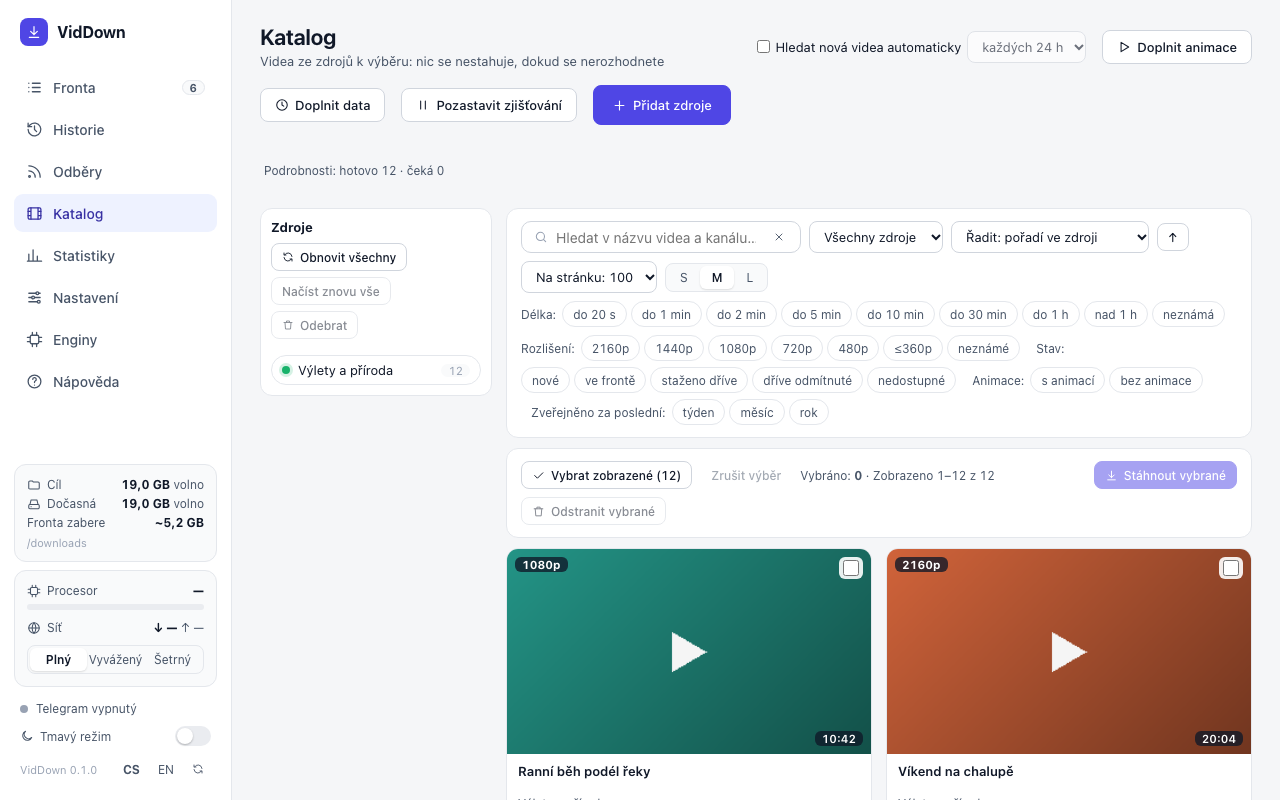 VidDown
Fronta 6
Historie
Odběry
Katalog
Statistiky
Nastavení
Enginy
Nápověda
Cíl 19,0 GB volno
Dočasná 19,0 GB volno
Fronta zabere ~5,2 GB
/downloads
Procesor —
Síť ↓ — ↑ —
Plný Vyvážený Šetrný
Telegram vypnutý
Tmavý režim
VidDown 0.1.0 CS EN
Katalog
Videa ze zdrojů k výběru: nic se nestahuje, dokud se nerozhodnete
Hledat nová videa automaticky každých 24 h Doplnit animace
Doplnit data Pozastavit zjišťování Přidat zdroje
Podrobnosti: hotovo 12 · čeká 0
Zdroje
Obnovit všechny
Načíst znovu vše
Odebrat
Výlety a příroda 12
Hledat v názvu videa a kanálu… Všechny zdroje Řadit: pořadí ve zdroji ↑
Na stránku: 100 S M L
Délka: do 20 s do 1 min do 2 min do 5 min do 10 min do 30 min do 1 h nad 1 h neznámá
Rozlišení: 2160p 1440p 1080p 720p 480p ≤360p neznámé Stav:
nové ve frontě staženo dříve dříve odmítnuté nedostupné Animace: s animací bez animace
Zveřejněno za poslední: týden měsíc rok
Vybrat zobrazené (12) Zrušit výběr Vybráno: 0 · Zobrazeno 1–12 z 12 Stáhnout vybrané
Odstranit vybrané
1080p
10:42
Ranní běh podél řeky
2160p
20:04
Víkend na chalupě